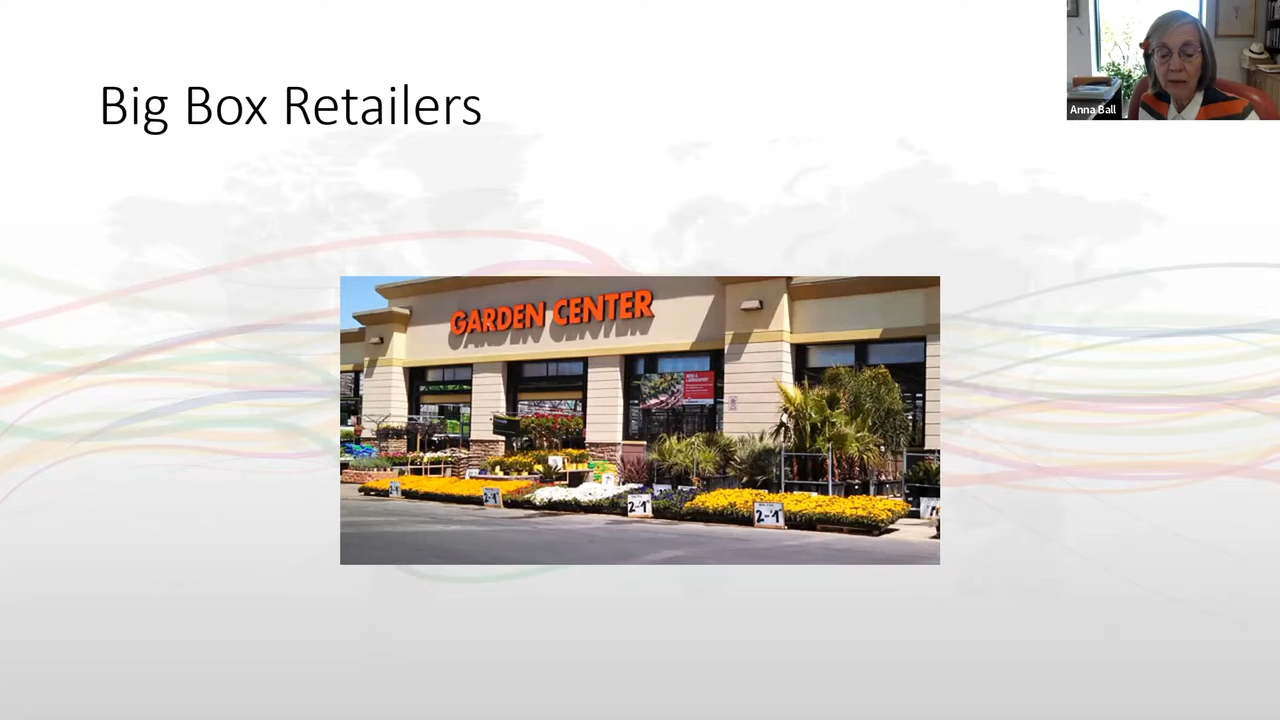 Big Box Retailers
Anna Ball
GARDEN CENTER
2-$1
2-$1
2-$1